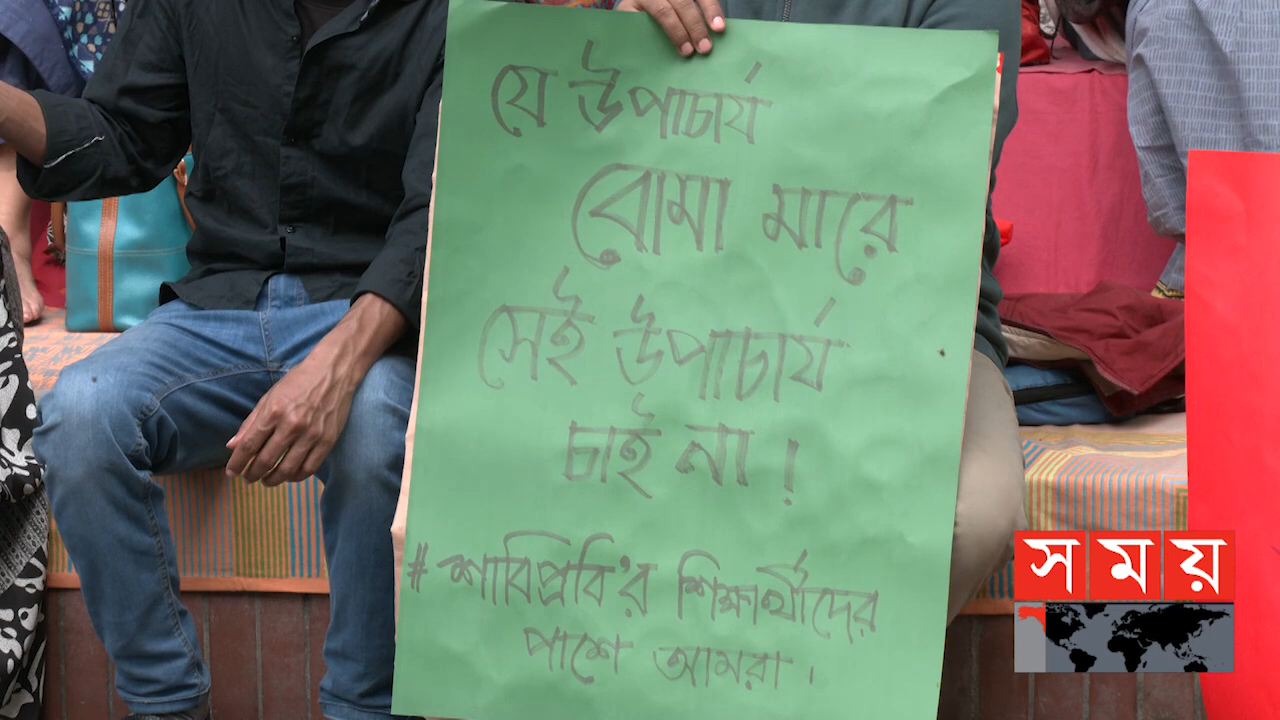 যে উপাচার্য
বোমা মারে
সেই উপাচার্য
চাই না!
#শাবিপ্রবি'র শিক্ষার্থীদের
পাশে আমরা।
সময়